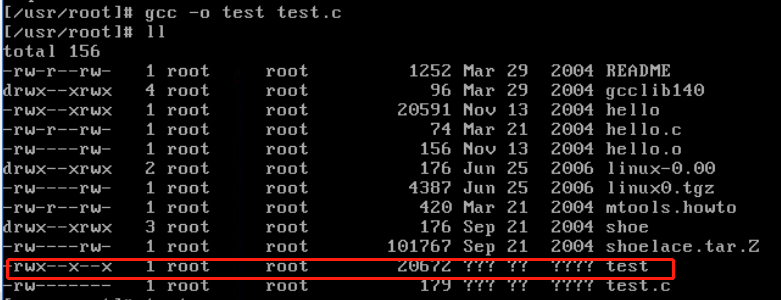 [/usr/root]# gcc -o test test.c
[/usr/root]# ll
total 156
-rw-r--rw- 1 root root 1252 Mar 29 2004 README
drwx--xrwx 4 root root 96 Mar 29 2004 gcclib140
-rwx--xrwx 1 root root 20591 Nov 13 2004 hello
-rw-r--rw- 1 root root 74 Mar 21 2004 hello.c
-rw----rw- 1 root root 156 Nov 13 2004 hello.o
drwx--xrwx 2 root root 176 Jun 25 2006 linux-0.00
-rw----rw- 1 root root 4387 Jun 25 2006 linux0.tgz
-rw-r--rw- 1 root root 420 Mar 21 2004 mtools.howto
drwx--xrwx 3 root root 176 Sep 21 2004 shoe
-rw----rw- 1 root root 101767 Sep 21 2004 shoelace.tar.Z
-rwx--x--x 1 root root 20672 ??? ?? ???? test
-rw------- 1 root root 179 ??? ?? ???? test.c